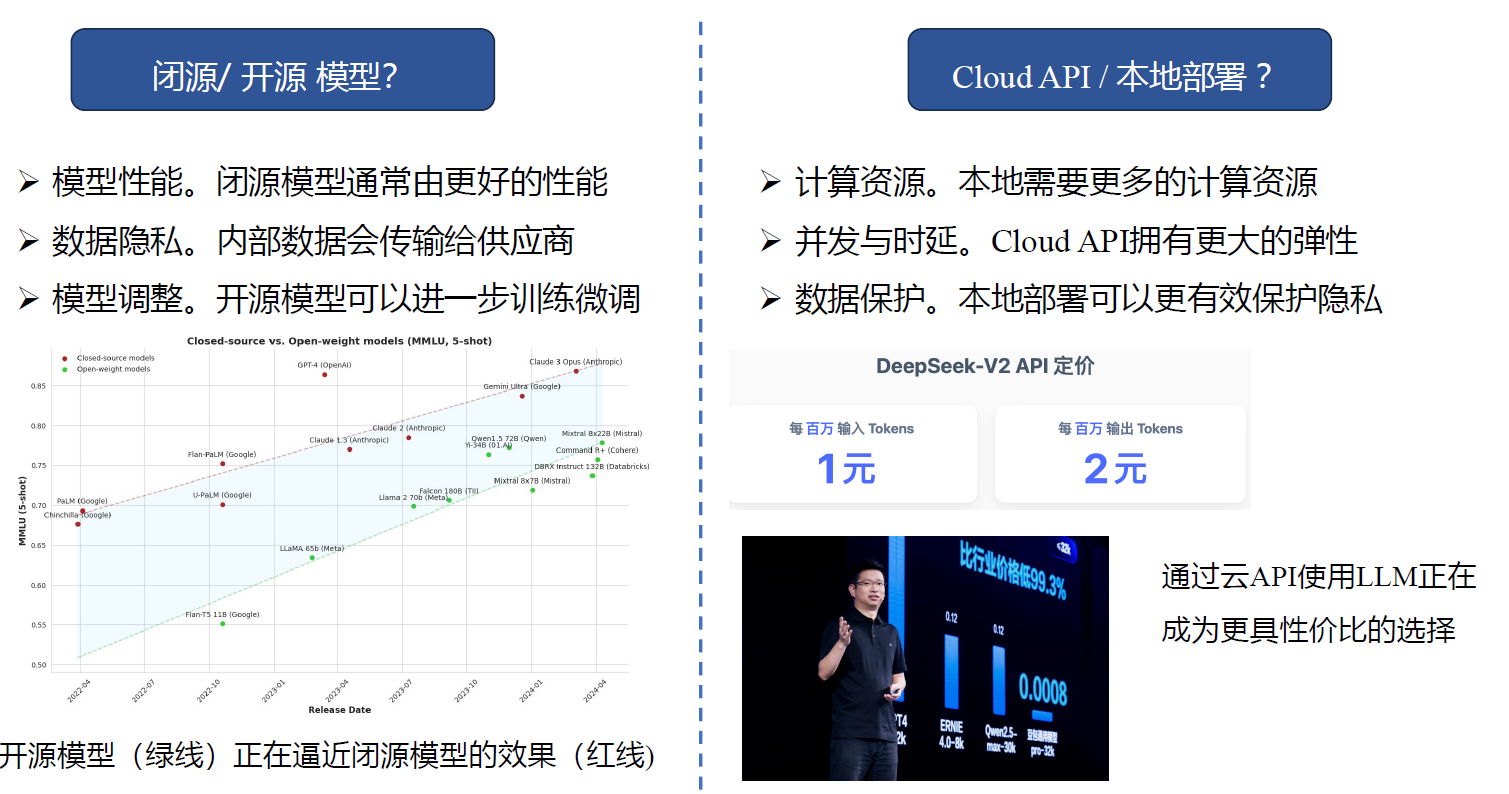 闭源/ 开源 模型?
➢ 模型性能。闭源模型通常由更好的性能
➢ 数据隐私。内部数据会传输给供应商
➢ 模型调整。开源模型可以进一步训练微调
Closed-source vs. Open-weight models (MMLU, 5-shot)
Closed-source models
Open-weight models
MMLU (5-shot)
0.85
0.80
0.75
0.70
0.65
0.60
0.55
0.50
GPT-4 (OpenAI)
Claude 3 Opus (Anthropic)
Gemini Ultra (Google)
Claude 2 (Anthropic)
Claude 1.3 (Anthropic)
Qwen1.5 72B (Qwen)
Yi-34B (01.AI)
Mixtral 8x22B (Mistral)
Command R+ (Cohere)
Flan-PaLM (Google)
DBRX Instruct 132B (Databricks)
Mixtral 8x7B (Mistral)
U-PaLM (Google)
Falcon 180B (TII)
Llama 2 70b (Meta)
PaLM (Google)
Chinchilla (Google)
LLaMA 65b (Meta)
Flan-T5 11B (Google)
2022-04
2022-07
2022-10
2023-01
2023-04
2023-07
2023-10
2024-01
2024-04
Release Date
开源模型（绿线）正在逼近闭源模型的效果（红线）
Cloud API / 本地部署？
➢ 计算资源。本地需要更多的计算资源
➢ 并发与时延。Cloud API拥有更大的弹性
➢ 数据保护。本地部署可以更有效保护隐私
DeepSeek-V2 API 定价
每 百万 输入 Tokens
1 元
每 百万 输出 Tokens
2 元
≤32k
比行业价格低99.3%
0.12
0.12
0.0008
PT4
2k
ERNIE
4.0-8k
Qwen2.5-
max-30k
豆包通用模型
pro-32k
通过云API使用LLM正在
成为更具性价比的选择